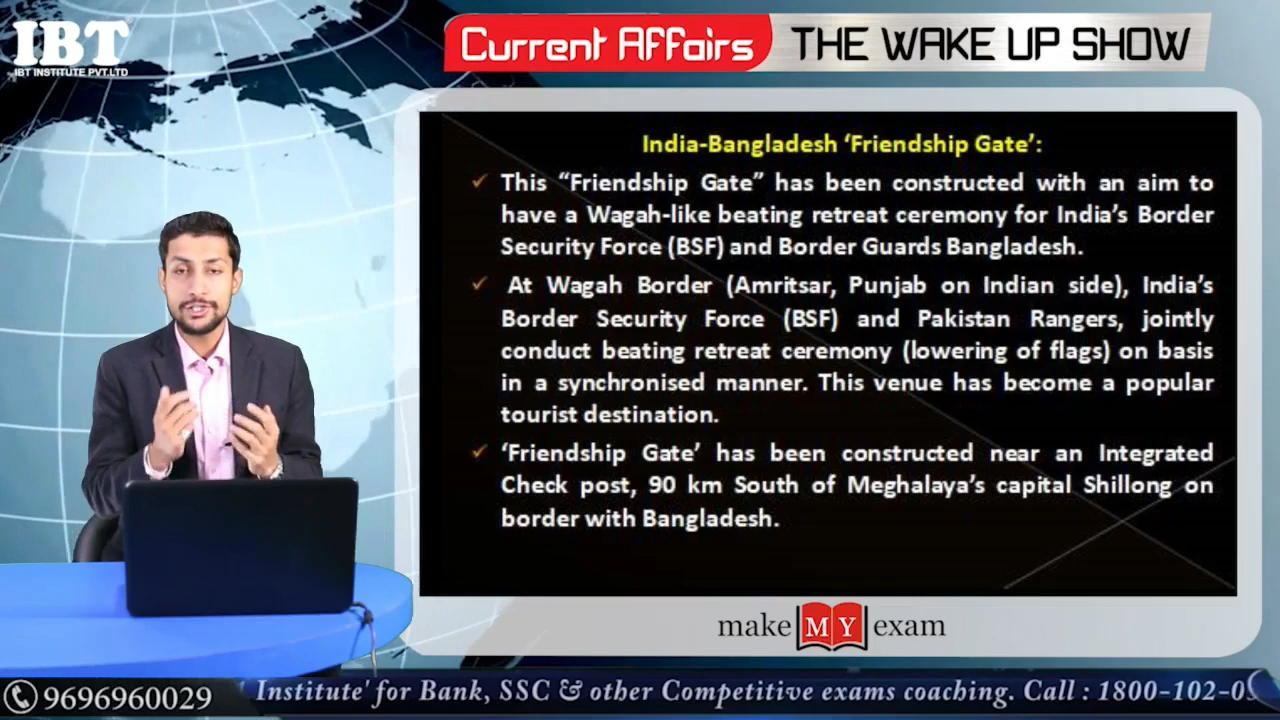 IBT
IBT INSTITUTE PVT.LTD
Current Affairs THE WAKE UP SHOW
India-Bangladesh ‘Friendship Gate’:
This “Friendship Gate” has been constructed with an aim to
have a Wagah-like beating retreat ceremony for India’s Border
Security Force (BSF) and Border Guards Bangladesh.
At Wagah Border (Amritsar, Punjab on Indian side), India’s
Border Security Force (BSF) and Pakistan Rangers, jointly
conduct beating retreat ceremony (lowering of flags) on basis
in a synchronised manner. This venue has become a popular
tourist destination.
‘Friendship Gate’ has been constructed near an Integrated
Check post, 90 km South of Meghalaya’s capital Shillong on
border with Bangladesh.
make MY exam
9696960029 Institute' for Bank, SSC & other Competitive exams coaching. Call : 1800-102-0